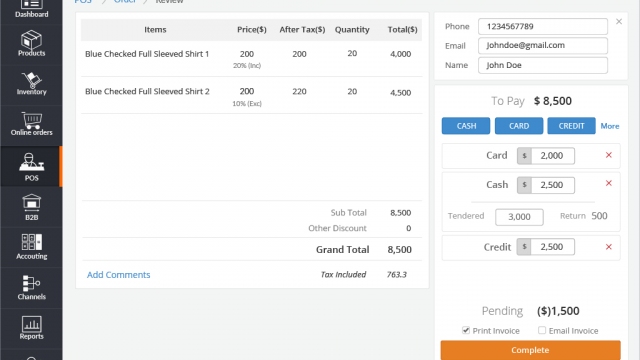 POS Order Review
Dashboard
Products
Inventory
Online orders
POS
B2B
Accouting
Channels
Reports
Items Price($) After Tax($) Quantity Total($)
Blue Checked Full Sleeved Shirt 1 200 200 20 4,000
20% (Inc)
Blue Checked Full Sleeved Shirt 2 200 220 20 4,500
10% (Exc)
Sub Total 8,500
Other Discount 0
Grand Total 8,500
Add Comments Tax Included 763.3
Phone 1234567789
Email Johndoe@gmail.com
Name John Doe
To Pay $ 8,500
CASH CARD CREDIT More
Card $ 2,000
Cash $ 2,500
Tendered 3,000 Return 500
Credit $ 2,500
Pending ($)1,500
Print Invoice Email Invoice
Complete